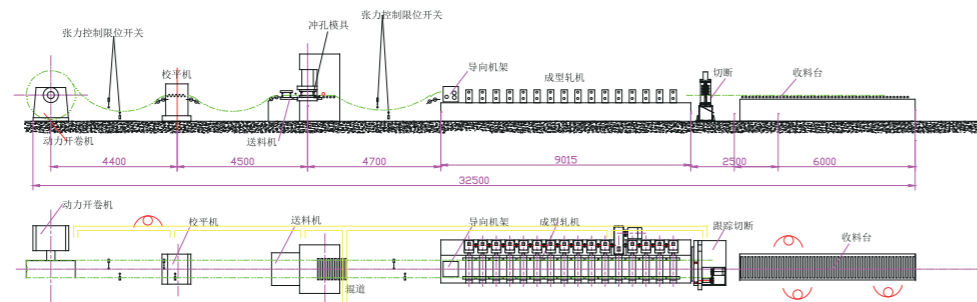 冲孔模具
张力控制限位开关
张力控制限位开关
校平机
导向机架
成型轧机
切断
收料台
动力开卷机
送料机
4400
4500
4700
9015
2500
6000
32500
动力开卷机
校平机
送料机
导向机架
成型轧机
跟踪切断
收料台
辊道